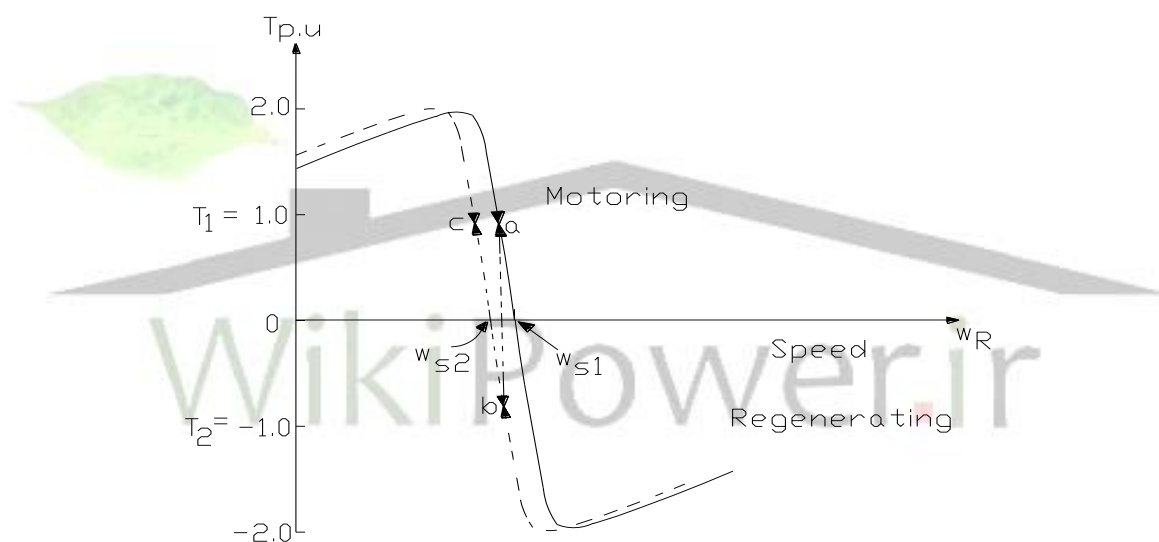 Tp.u
2.0
Motoring
T1 = 1.0
c a
0
wR
ws2 ws1
Speed
b
T2= -1.0
Regenerating
-2.0
WikiPower.ir